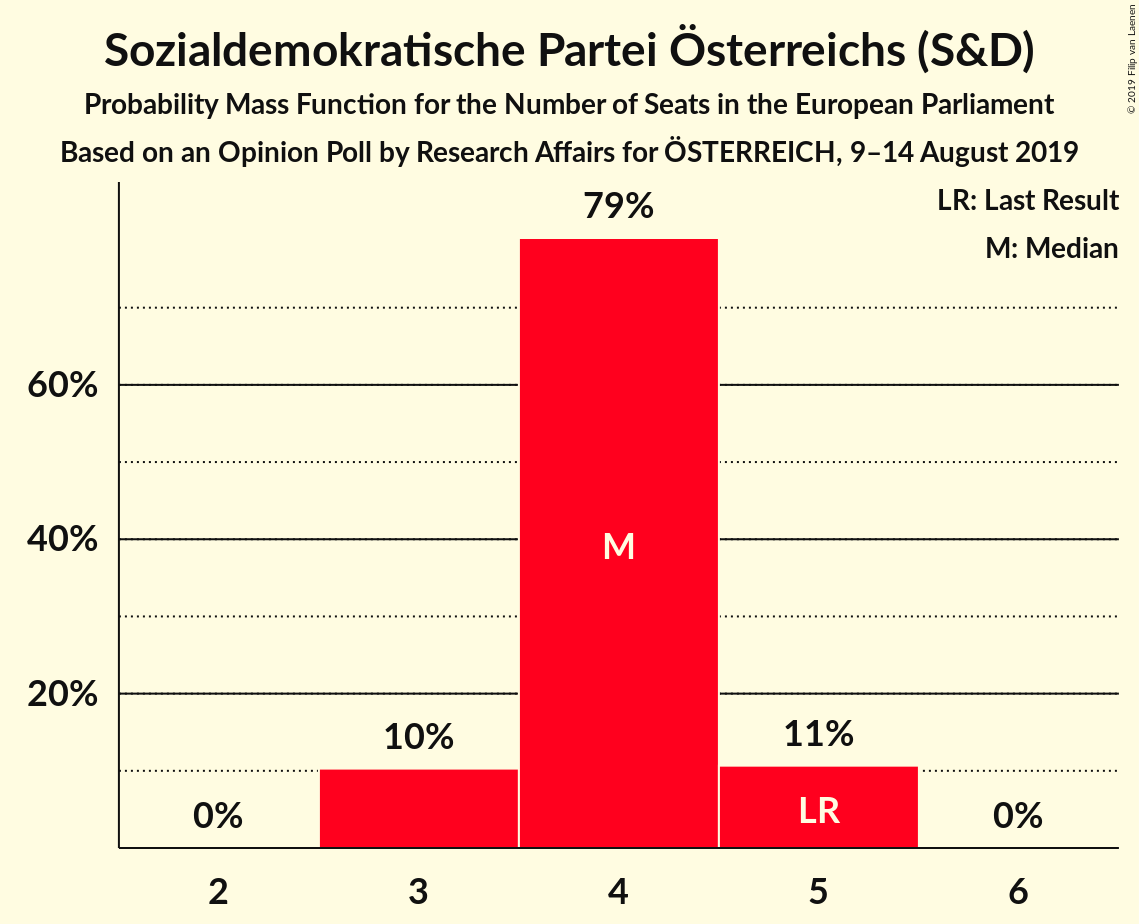 Sozialdemokratische Partei Österreichs (S&D)
Probability Mass Function for the Number of Seats in the European Parliament
Based on an Opinion Poll by Research Affairs for ÖSTERREICH, 9–14 August 2019
© 2019 Filip van Laenen
LR: Last Result
M: Median
79%
60%
40%
M
20%
10%
11%
0%
LR
0%
2
3
4
5
6